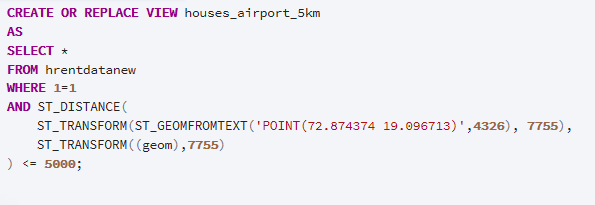 CREATE OR REPLACE VIEW houses_airport_5km
AS
SELECT *
FROM hrentdatanew
WHERE 1=1
AND ST_DISTANCE(
    ST_TRANSFORM(ST_GEOMFROMTEXT('POINT(72.874374 19.096713)',4326), 7755),
    ST_TRANSFORM((geom),7755)
) <= 5000;